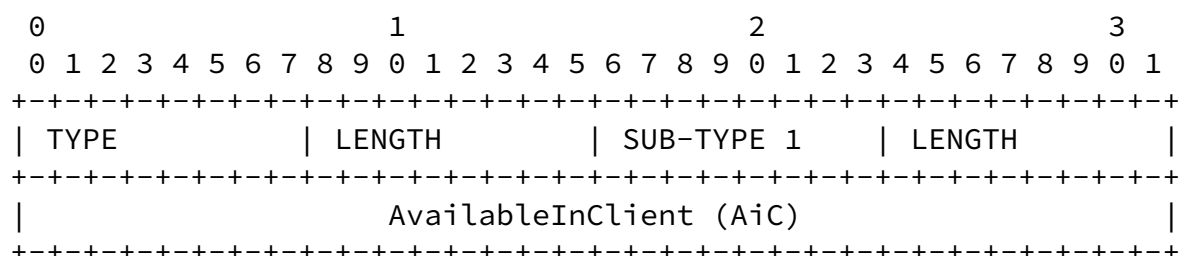 0                   1                   2                   3
 0 1 2 3 4 5 6 7 8 9 0 1 2 3 4 5 6 7 8 9 0 1 2 3 4 5 6 7 8 9 0 1
+-+-+-+-+-+-+-+-+-+-+-+-+-+-+-+-+-+-+-+-+-+-+-+-+-+-+-+-+-+-+-+-+
| TYPE          | LENGTH        | SUB-TYPE 1    | LENGTH        |
+-+-+-+-+-+-+-+-+-+-+-+-+-+-+-+-+-+-+-+-+-+-+-+-+-+-+-+-+-+-+-+-+
|                    AvailableInClient (AiC)                    |
+-+-+-+-+-+-+-+-+-+-+-+-+-+-+-+-+-+-+-+-+-+-+-+-+-+-+-+-+-+-+-+-+